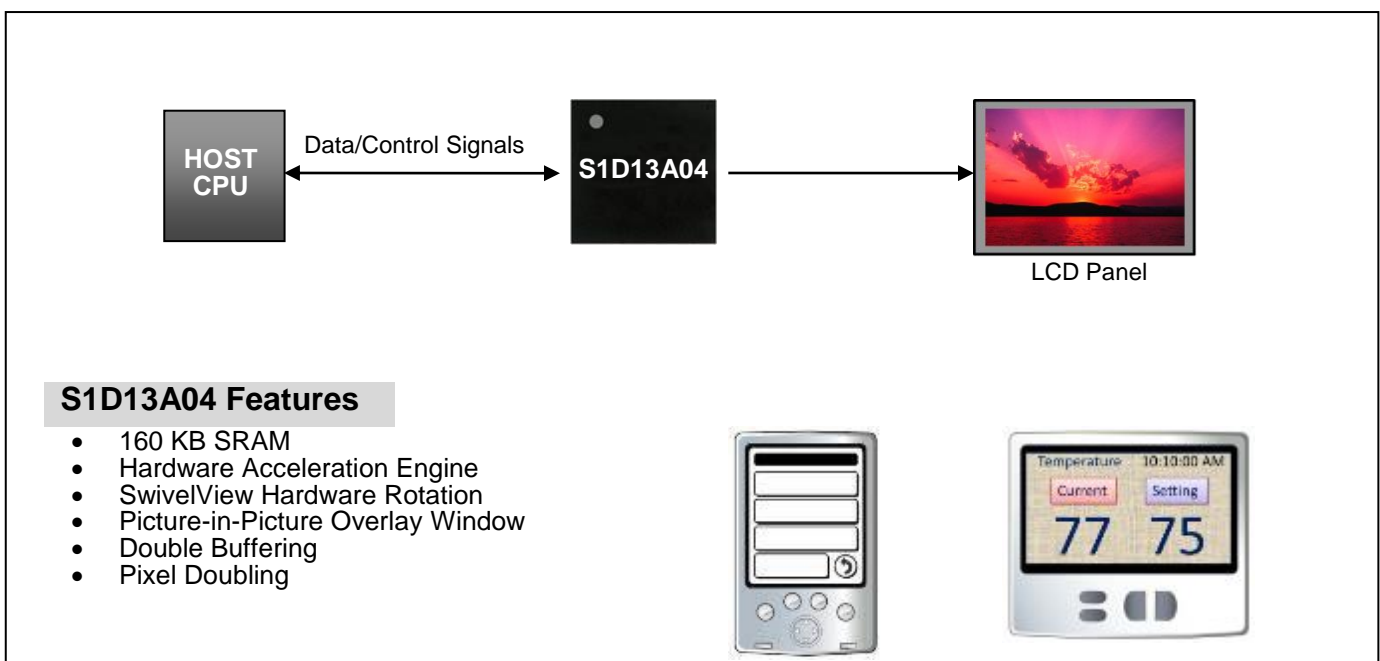 HOST
CPU
Data/Control Signals
S1D13A04
LCD Panel
S1D13A04 Features
• 160 KB SRAM
• Hardware Acceleration Engine
• SwivelView Hardware Rotation
• Picture-in-Picture Overlay Window
• Double Buffering
• Pixel Doubling
Temperature 10:10:00 AM
Current Setting
77 75